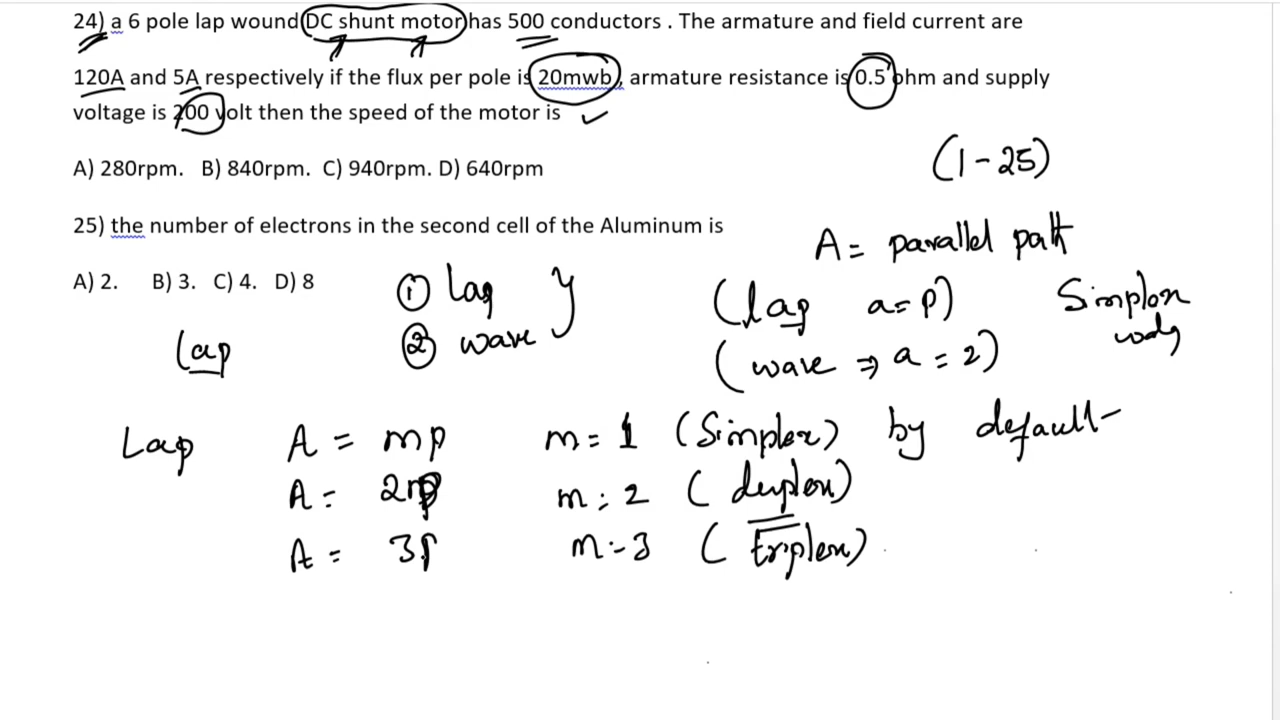 24) a 6 pole lap wound DC shunt motor has 500 conductors . The armature and field current are
120A and 5A respectively if the flux per pole is 20mwb, armature resistance is 0.5 ohm and supply
voltage is 200 volt then the speed of the motor is
A) 280rpm. B) 840rpm. C) 940rpm. D) 640rpm
(1-25)
25) the number of electrons in the second cell of the Aluminum is
A = parallel path
A) 2. B) 3. C) 4. D) 8
① lap
(lap a=p)
Simplex
② wave
Lap
(wave ⇒ a = 2)
Lap A = mp m = 1 (Simplex) by default
A = 2p m = 2 (duplex)
A = 3p m = 3 (triplex)